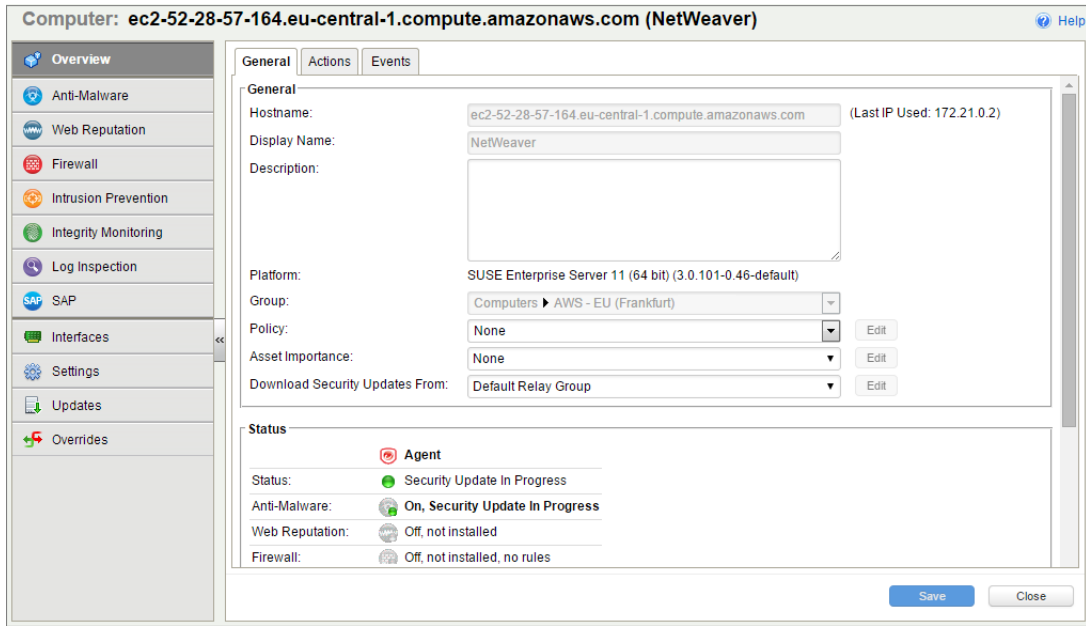 Computer: ec2-52-28-57-164.eu-central-1.compute.amazonaws.com (NetWeaver)
Help
Overview
Anti-Malware
Web Reputation
Firewall
Intrusion Prevention
Integrity Monitoring
Log Inspection
SAP SAP
Interfaces
Settings
Updates
Overrides
«
General Actions Events
General
Hostname: ec2-52-28-57-164.eu-central-1.compute.amazonaws.com (Last IP Used: 172.21.0.2)
Display Name: NetWeaver
Description:
Platform: SUSE Enterprise Server 11 (64 bit) (3.0.101-0.46-default)
Group: Computers ▶ AWS - EU (Frankfurt)
Policy: None Edit
Asset Importance: None Edit
Download Security Updates From: Default Relay Group Edit
Status
Agent
Status: Security Update In Progress
Anti-Malware: On, Security Update In Progress
Web Reputation: Off, not installed
Firewall: Off, not installed, no rules
Save Close